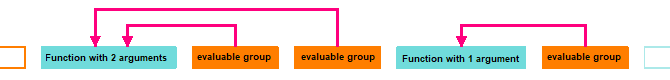 Function with 2 arguments
evaluable group
evaluable group
Function with 1 argument
evaluable group